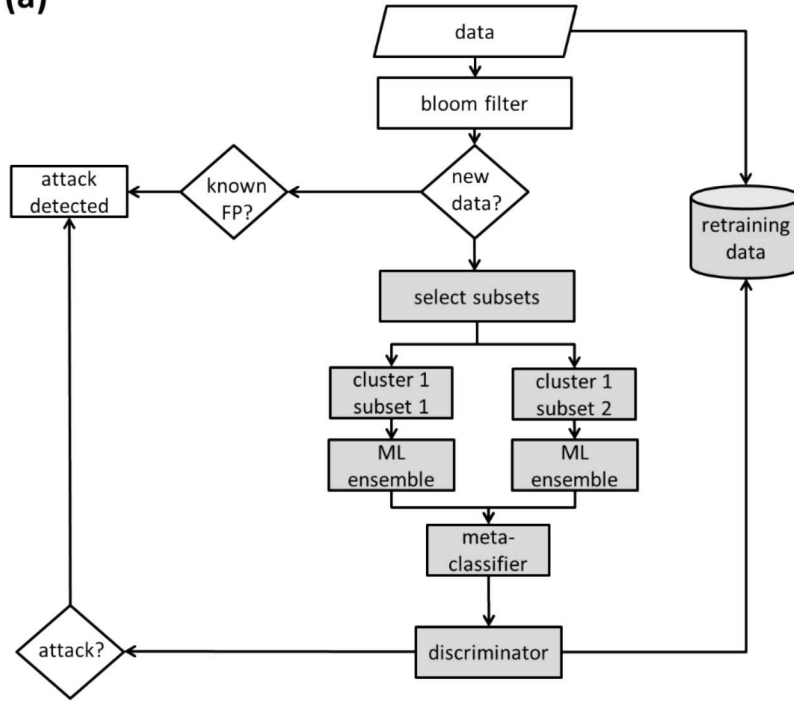 (a)
data
bloom filter
attack
detected
known
FP?
new
data?
retraining
data
select subsets
cluster 1
subset 1
cluster 1
subset 2
ML
ensemble
ML
ensemble
meta-
classifier
attack?
discriminator